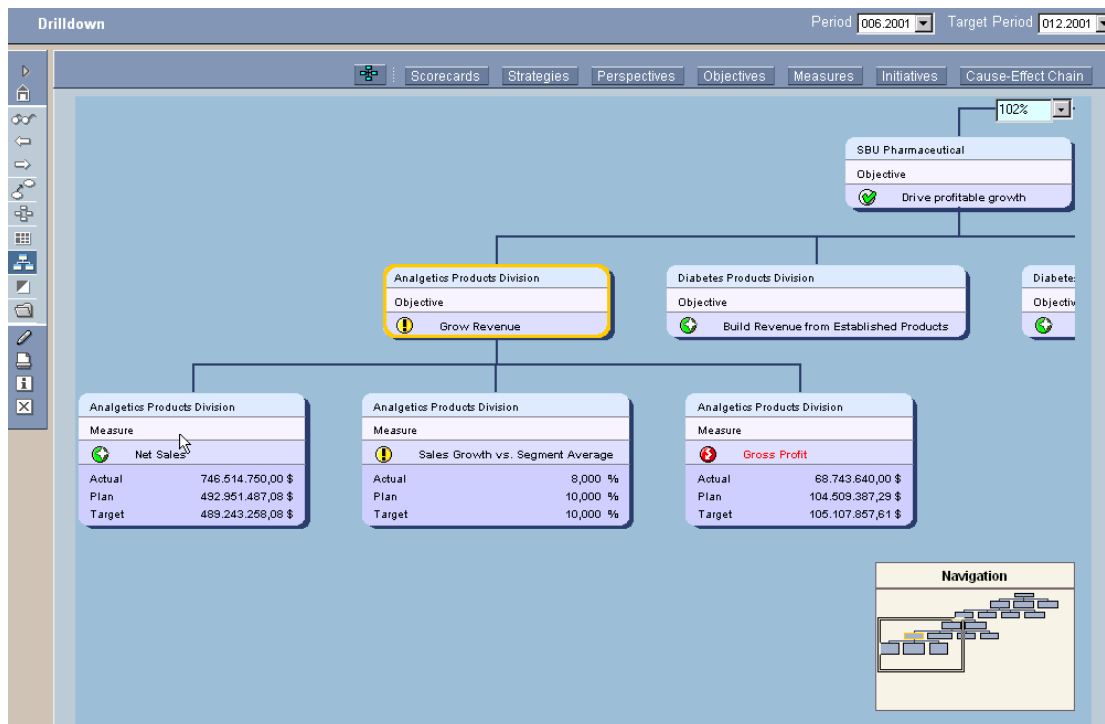 Drilldown
Period 006.2001 Target Period 012.2001
Scorecards Strategies Perspectives Objectives Measures Initiatives Cause-Effect Chain
102%
SBU Pharmaceutical
Objective
Drive profitable growth
Analgetics Products Division
Objective
Grow Revenue
Diabetes Products Division
Objective
Build Revenue from Established Products
Diabete
Objectiv
Analgetics Products Division
Measure
Net Sales
Actual 746.514.750,00 $
Plan 492.951.487,08 $
Target 489.243.258,08 $
Analgetics Products Division
Measure
Sales Growth vs. Segment Average
Actual 8,000 %
Plan 10,000 %
Target 10,000 %
Analgetics Products Division
Measure
Gross Profit
Actual 68.743.640,00 $
Plan 104.509.387,29 $
Target 105.107.857,61 $
Navigation